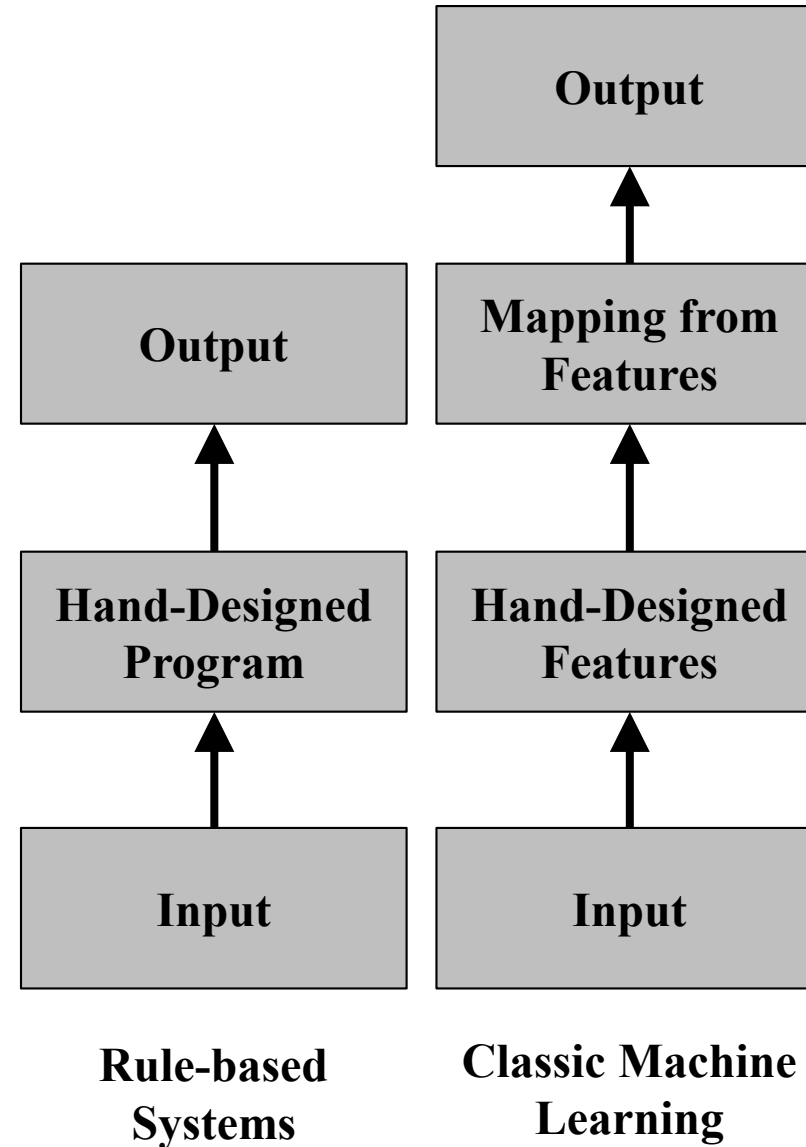 Output
Mapping from
Features
Hand-Designed
Features
Input
Classic Machine
Learning
Output
Hand-Designed
Program
Input
Rule-based
Systems